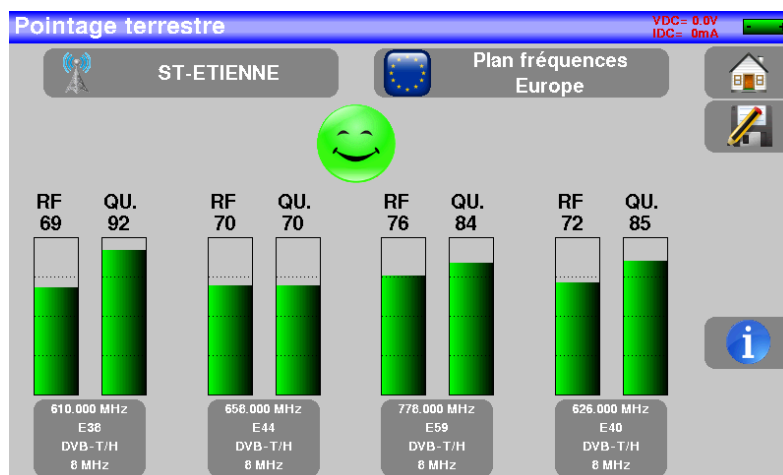 Pointage terrestre
VDC= 0.0V
IDC= 0mA
ST-ETIENNE
Plan fréquences
Europe
RF QU. RF QU. RF QU. RF QU.
69 92 70 70 76 84 72 85
610.000 MHz
E38
DVB-T/H
8 MHz
658.000 MHz
E44
DVB-T/H
8 MHz
778.000 MHz
E59
DVB-T/H
8 MHz
626.000 MHz
E40
DVB-T/H
8 MHz